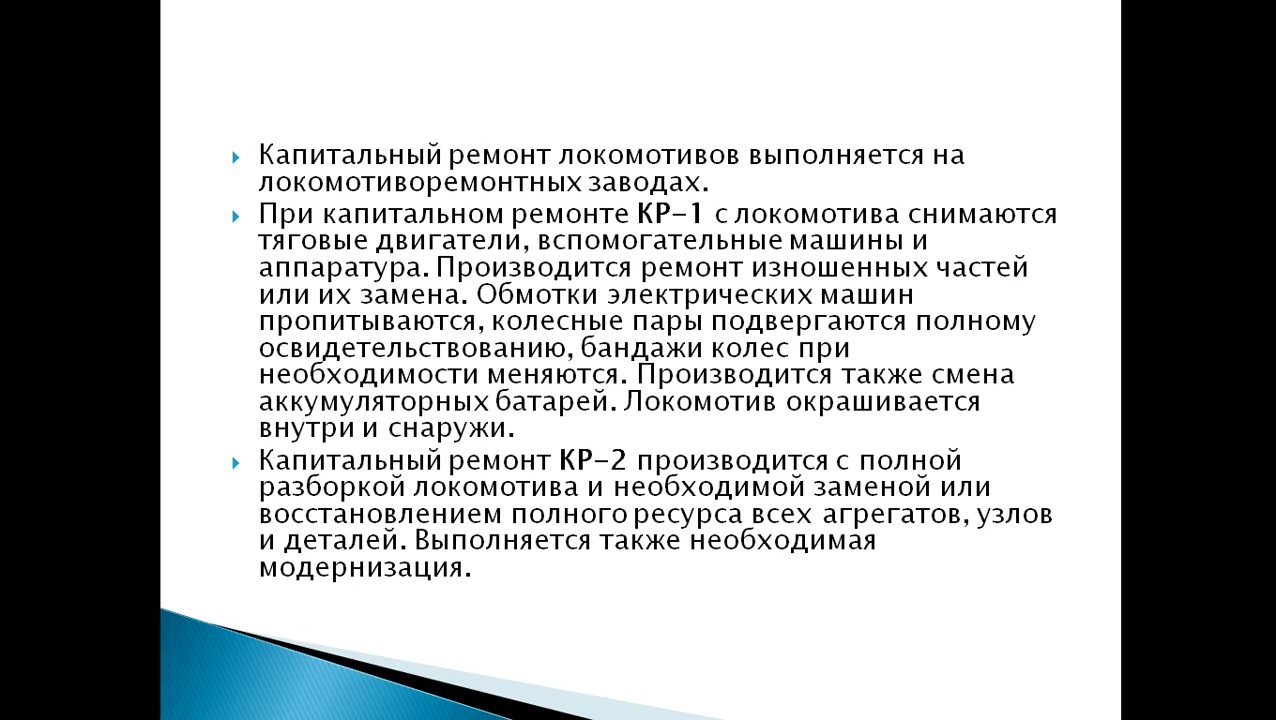 Капитальный ремонт локомотивов выполняется на
локомотиворемонтных заводах.
При капитальном ремонте КР-1 с локомотива снимаются
тяговые двигатели, вспомогательные машины и
аппаратура. Производится ремонт изношенных частей
или их замена. Обмотки электрических машин
пропитываются, колесные пары подвергаются полному
освидетельствованию, бандажи колес при
необходимости меняются. Производится также смена
аккумуляторных батарей. Локомотив окрашивается
внутри и снаружи.
Капитальный ремонт КР-2 производится с полной
разборкой локомотива и необходимой заменой или
восстановлением полного ресурса всех агрегатов, узлов
и деталей. Выполняется также необходимая
модернизация.